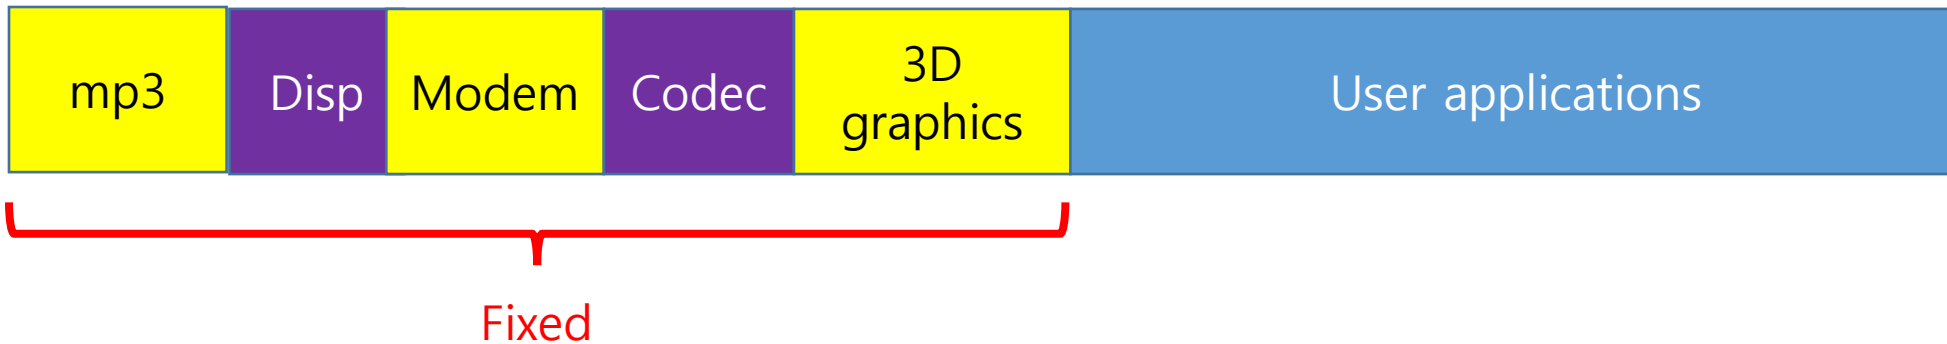 mp3
Disp
Modem
Codec
3D
graphics
User applications
Fixed